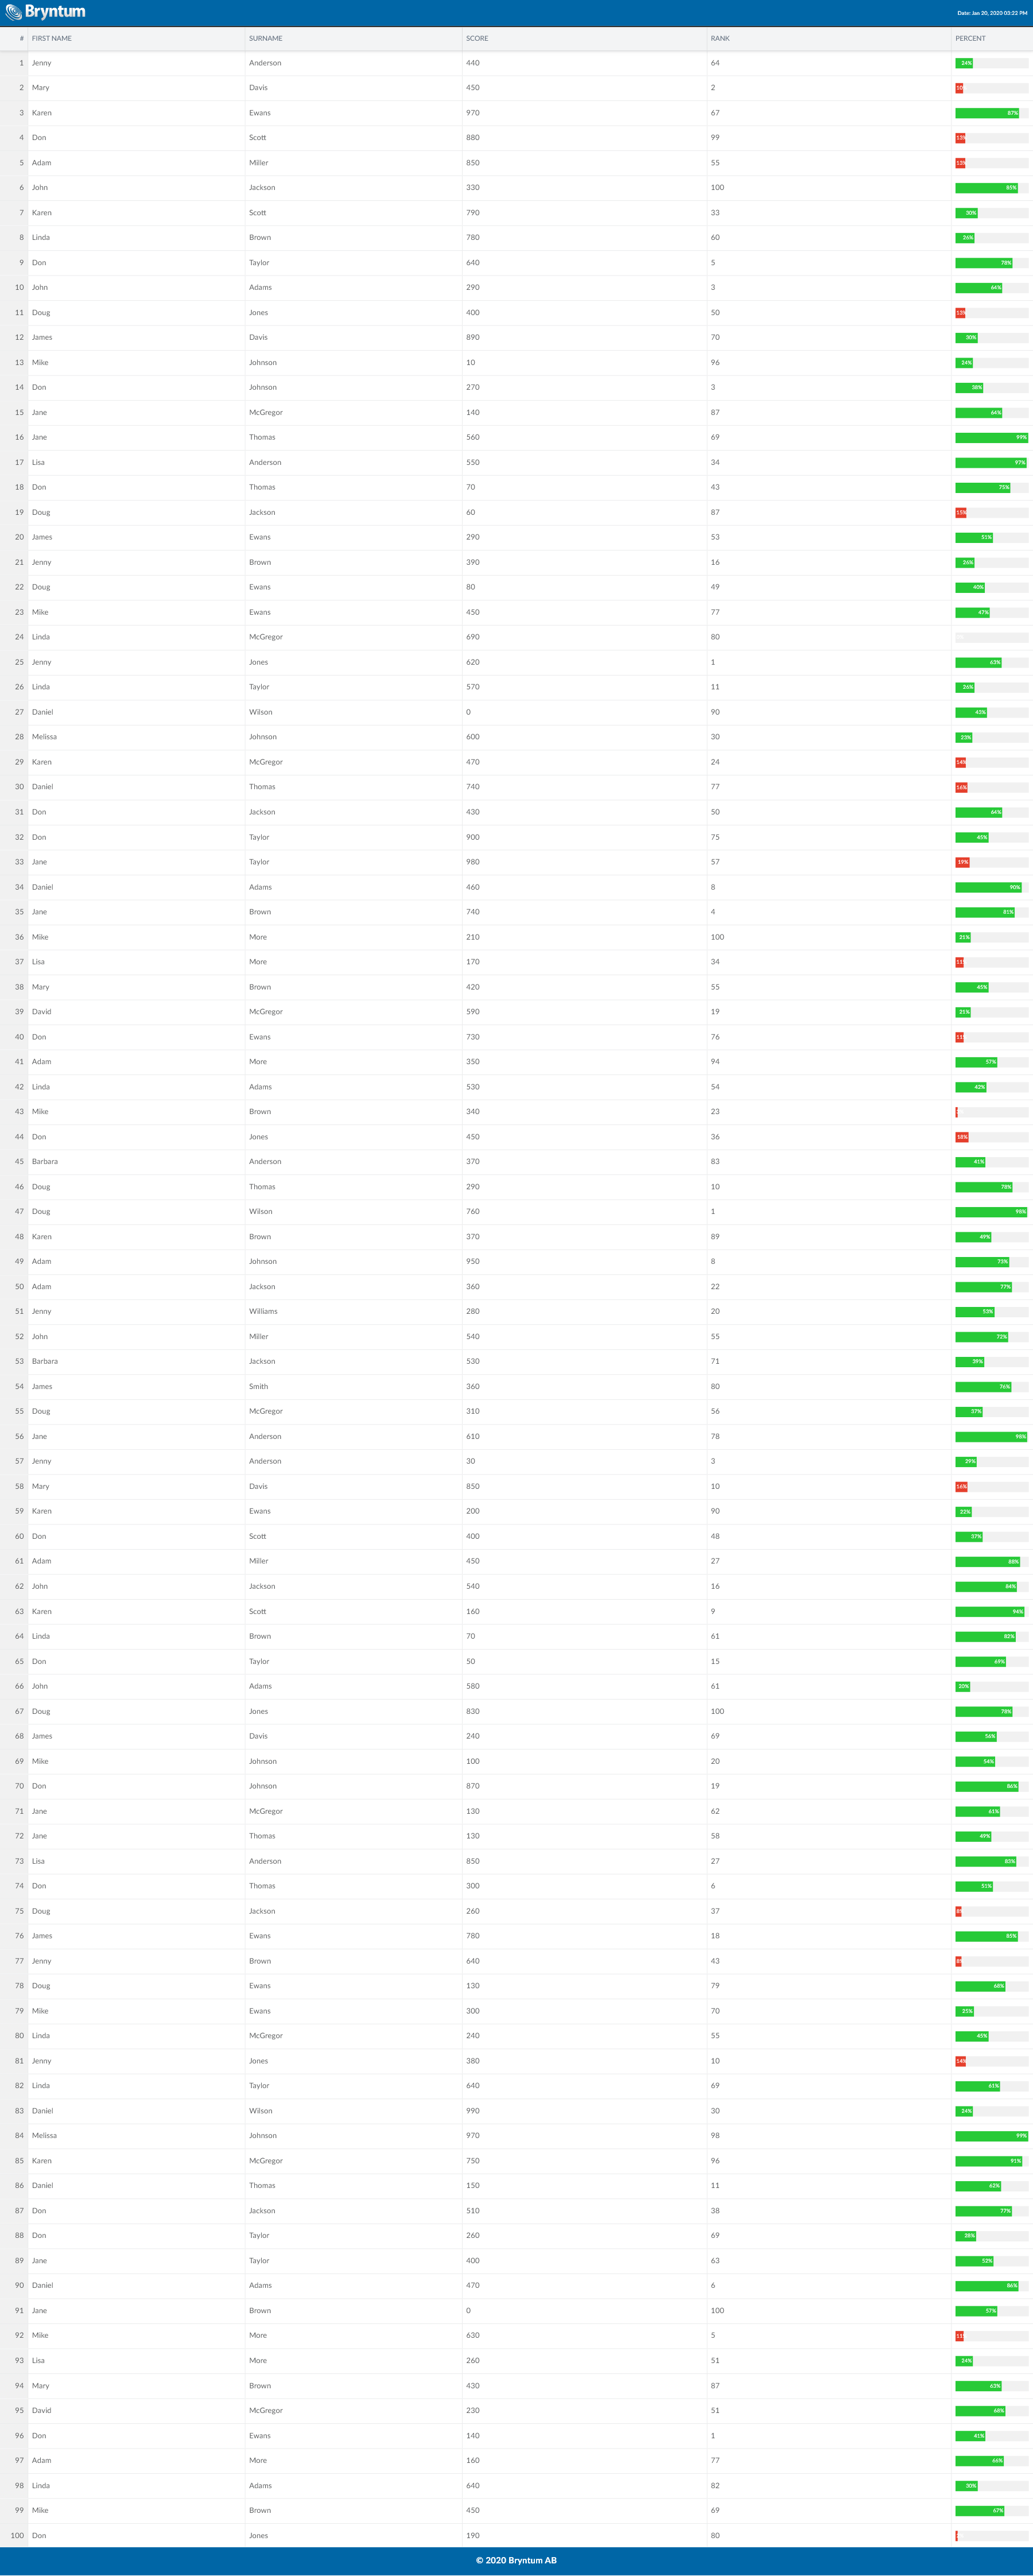 Bryntum
Date: Jan 20, 2020 03:22 PM
# FIRST NAME SURNAME SCORE RANK PERCENT
1 Jenny Anderson 440 64 24%
2 Mary Davis 450 2
3 Karen Ewans 970 67 87%
4 Don Scott 880 99 13%
5 Adam Miller 850 55 13%
6 John Jackson 330 100 85%
7 Karen Scott 790 33 30%
8 Linda Brown 780 60 26%
9 Don Taylor 640 5 78%
10 John Adams 290 3 64%
11 Doug Jones 400 50 13%
12 James Davis 890 70 30%
13 Mike Johnson 10 96 24%
14 Don Johnson 270 3 38%
15 Jane McGregor 140 87 64%
16 Jane Thomas 560 69 99%
17 Lisa Anderson 550 34 97%
18 Don Thomas 70 43 75%
19 Doug Jackson 60 87 15%
20 James Ewans 290 53 51%
21 Jenny Brown 390 16 26%
22 Doug Ewans 80 49 40%
23 Mike Ewans 450 77 47%
24 Linda McGregor 690 80
25 Jenny Jones 620 1 63%
26 Linda Taylor 570 11 26%
27 Daniel Wilson 0 90 43%
28 Melissa Johnson 600 30 23%
29 Karen McGregor 470 24 14%
30 Daniel Thomas 740 77 16%
31 Don Jackson 430 50 64%
32 Don Taylor 900 75 45%
33 Jane Taylor 980 57 19%
34 Daniel Adams 460 8 90%
35 Jane Brown 740 4 81%
36 Mike More 210 100 21%
37 Lisa More 170 34 11
38 Mary Brown 420 55 45%
39 David McGregor 590 19 21%
40 Don Ewans 730 76 11
41 Adam More 350 94 57%
42 Linda Adams 530 54 42%
43 Mike Brown 340 23
44 Don Jones 450 36 18%
45 Barbara Anderson 370 83 41%
46 Doug Thomas 290 10 78%
47 Doug Wilson 760 1 98%
48 Karen Brown 370 89 49%
49 Adam Johnson 950 8 73%
50 Adam Jackson 360 22 77%
51 Jenny Williams 280 20 53%
52 John Miller 540 55 72%
53 Barbara Jackson 530 71 39%
54 James Smith 360 80 76%
55 Doug McGregor 310 56 37%
56 Jane Anderson 610 78 98%
57 Jenny Anderson 30 3 29%
58 Mary Davis 850 10 16%
59 Karen Ewans 200 90 22%
60 Don Scott 400 48 37%
61 Adam Miller 450 27 88%
62 John Jackson 540 16 84%
63 Karen Scott 160 9 94%
64 Linda Brown 70 61 82%
65 Don Taylor 50 15 69%
66 John Adams 580 61 20%
67 Doug Jones 830 100 78%
68 James Davis 240 69 56%
69 Mike Johnson 100 20 54%
70 Don Johnson 870 19 86%
71 Jane McGregor 130 62 61%
72 Jane Thomas 130 58 49%
73 Lisa Anderson 850 27 83%
74 Don Thomas 300 6 51%
75 Doug Jackson 260 37
76 James Ewans 780 18 85%
77 Jenny Brown 640 43
78 Doug Ewans 130 79 68%
79 Mike Ewans 300 70 25%
80 Linda McGregor 240 55 45%
81 Jenny Jones 380 10 14%
82 Linda Taylor 640 69 61%
83 Daniel Wilson 990 30 24%
84 Melissa Johnson 970 98 99%
85 Karen McGregor 750 96 91%
86 Daniel Thomas 150 11 62%
87 Don Jackson 510 38 77%
88 Don Taylor 260 69 28%
89 Jane Taylor 400 63 52%
90 Daniel Adams 470 6 86%
91 Jane Brown 0 100 57%
92 Mike More 630 5 11
93 Lisa More 260 51 24%
94 Mary Brown 430 87 63%
95 David McGregor 230 51 68%
96 Don Ewans 140 1 41%
97 Adam More 160 77 66%
98 Linda Adams 640 82 30%
99 Mike Brown 450 69 67%
100 Don Jones 190 80
© 2020 Bryntum AB